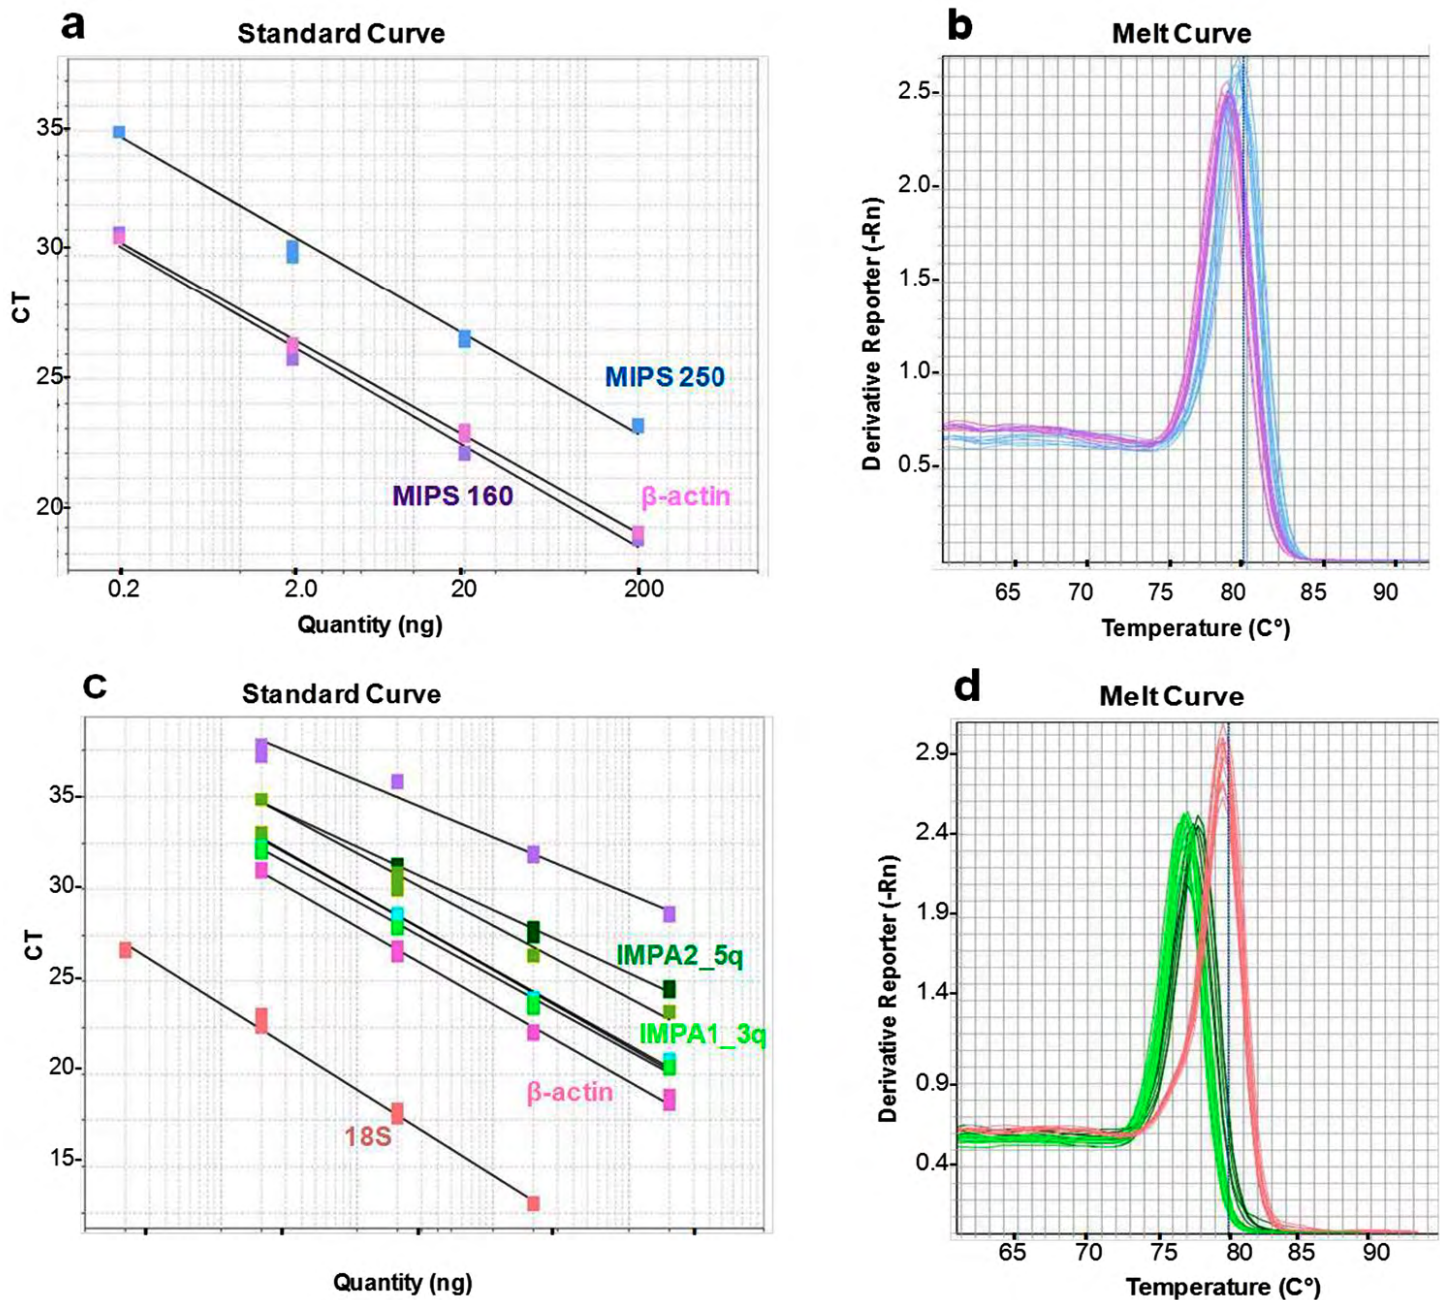 a
Standard Curve
35
30
25
20
CT
MIPS 250
MIPS 160
β-actin
0.2 2.0 20 200
Quantity (ng)
b
Melt Curve
2.5
2.0
1.5
1.0
0.5
Derivative Reporter (-Rn)
65 70 75 80 85 90
Temperature (C°)
c
Standard Curve
35
30
25
20
15
CT
IMPA2_5q
IMPA1_3q
β-actin
18S
Quantity (ng)
d
Melt Curve
2.9
2.4
1.9
1.4
0.9
0.4
Derivative Reporter (-Rn)
65 70 75 80 85 90
Temperature (C°)